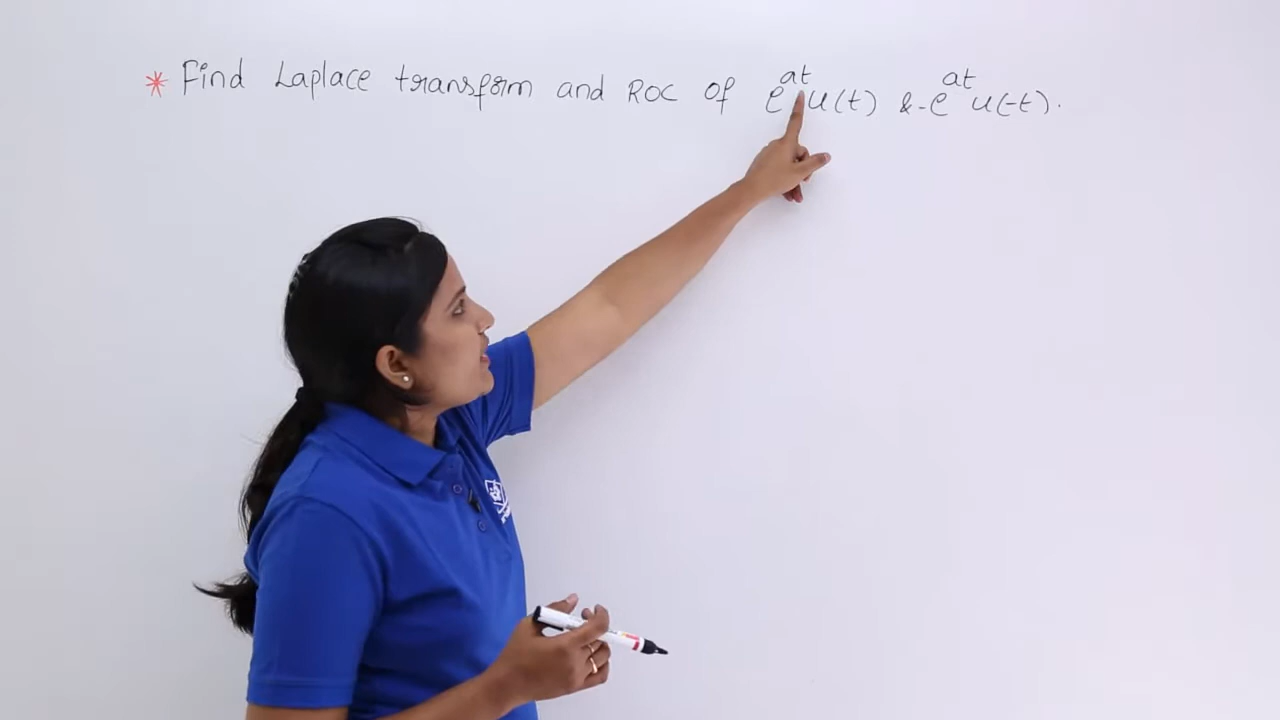 * Find Laplace transform and ROC of e^{at} u(t) & -e^{at} u(-t).